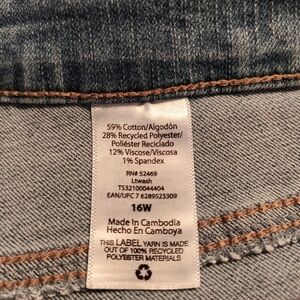 59% Cotton/Algodón
28% Recycled Polyester/
Poliéster Reciclado
12% Viscose/Viscosa
1% Spandex
RN# 52469
Ltwash
TS3210004404
EAN/UPC 7 6289523309
16W
Made in Cambodia
Hecho En Camboya
THIS LABEL YARN IS MADE
OUT OF 100% RECYCLED
POLYESTER MATERIALS